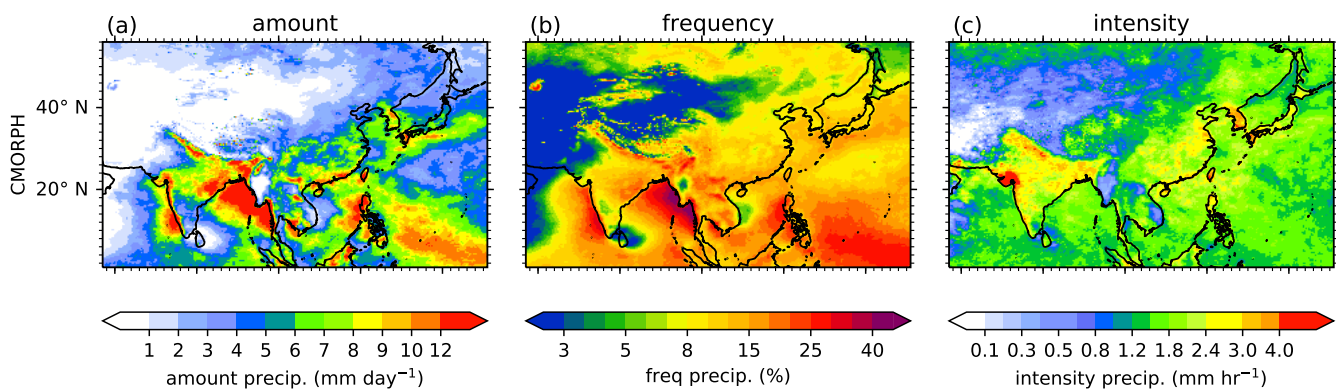 (a) amount
(b) frequency
(c) intensity
CMORPH
40° N
20° N
1 2 3 4 5 6 7 8 9 10 12
amount precip. (mm day⁻¹)
3 5 8 15 25 40
freq precip. (%)
0.1 0.3 0.5 0.8 1.2 1.8 2.4 3.0 4.0
intensity precip. (mm hr⁻¹)